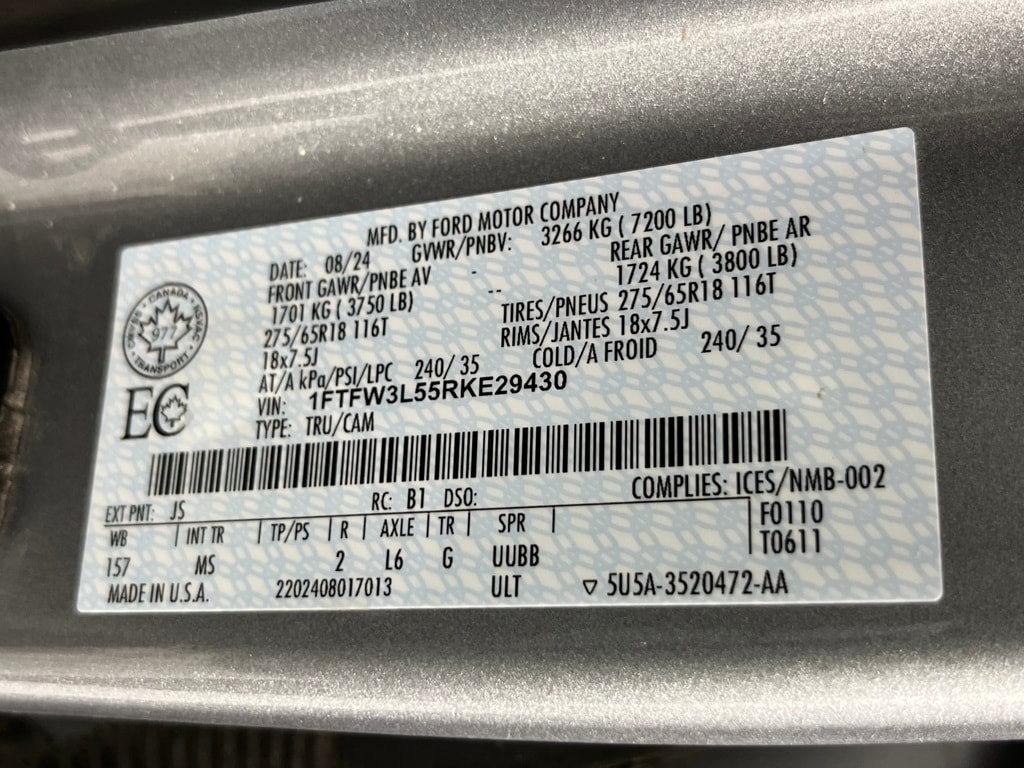 MFD. BY FORD MOTOR COMPANY
DATE: 08/24 GVWR/PNBV: 3266 KG ( 7200 LB)
FRONT GAWR/PNBE AV - REAR GAWR/ PNBE AR
1701 KG ( 3750 LB) -- 1724 KG ( 3800 LB)
275/65R18 116T TIRES/PNEUS 275/65R18 116T
18x7.5J RIMS/JANTES 18x7.5J
AT/A kPa/PSI/LPC 240/ 35 COLD/A FROID 240/ 35
VIN: 1FTFW3L55RKE29430
TYPE: TRU/CAM
CANADA
977
TRANSPORT
EC
EXT PNT: JS RC: B1 DSO: COMPLIES: ICES/NMB-002
WB | INT TR | TP/PS | R | AXLE | TR | SPR | F0110
157 MS 2 L6 G UUBB T0611
MADE IN U.S.A. 2202408017013 ULT ▽ 5U5A-3520472-AA